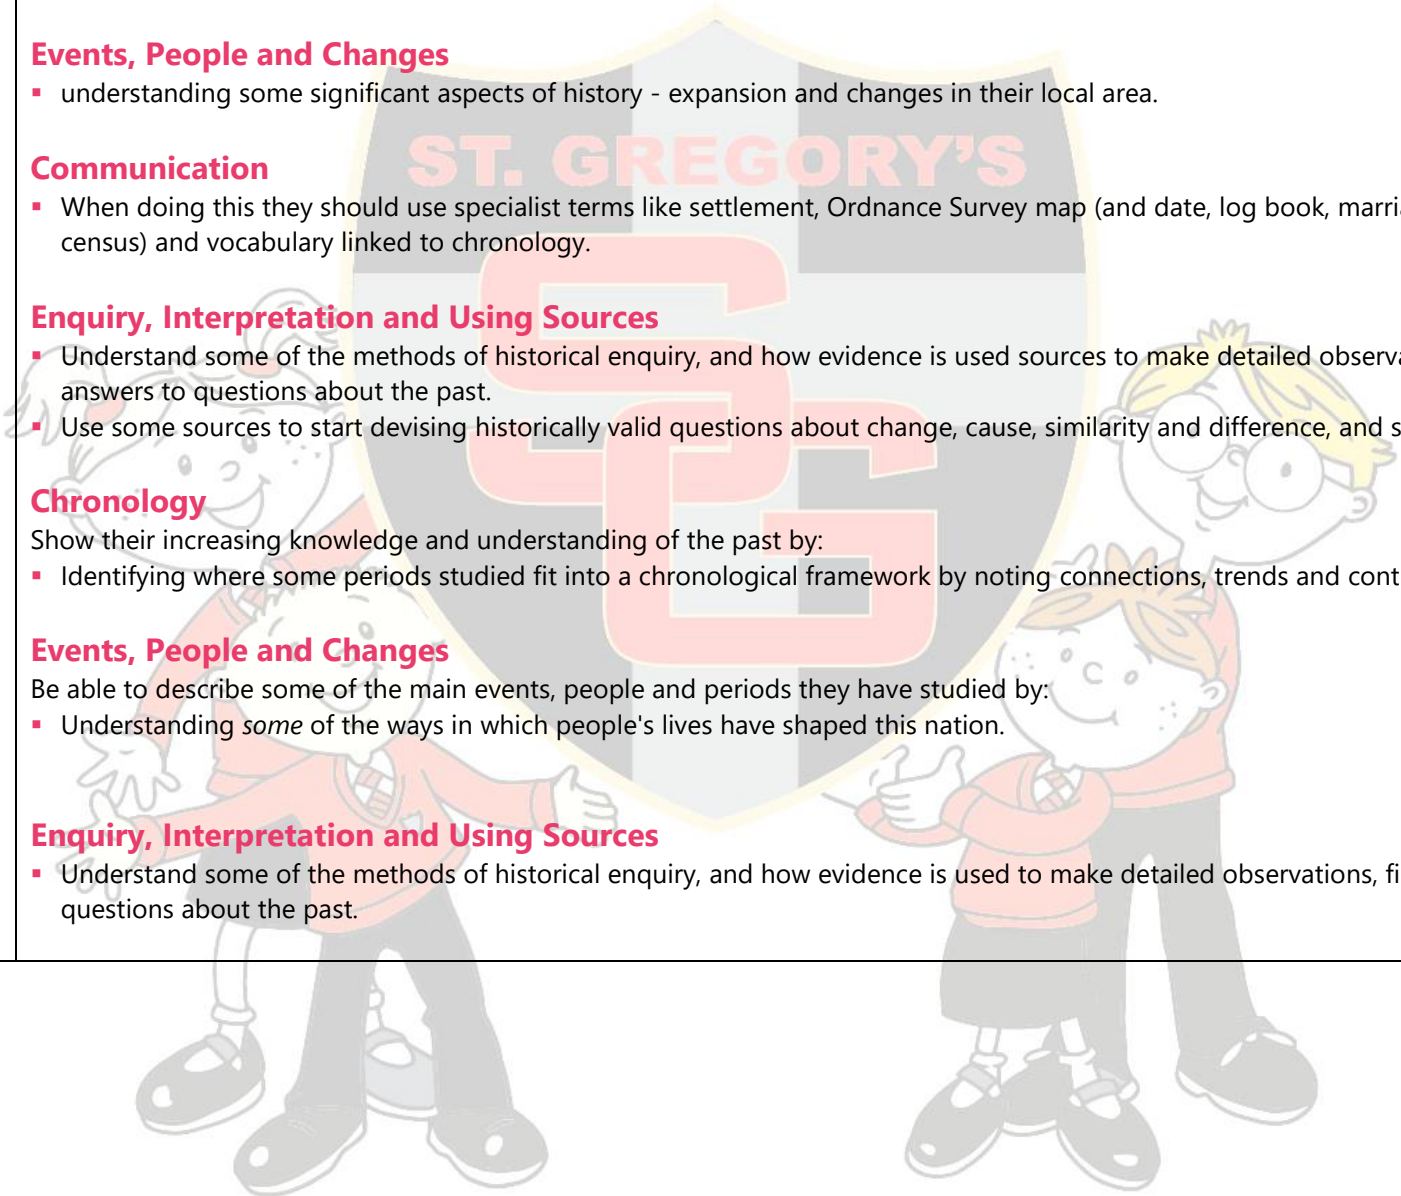 Events, People and Changes
▪ understanding some significant aspects of history - expansion and changes in their local area.
ST. GREGORY'S
Communication
▪ When doing this they should use specialist terms like settlement, Ordnance Survey map (and date, log book,
census) and vocabulary linked to chronology.
SG
Enquiry, Interpretation and Using Sources
▪ Understand some of the methods of historical enquiry, and how evidence is used sources to make detailed
answers to questions about the past.
▪ Use some sources to start devising historically valid questions about change, cause, similarity and difference, and
Chronology
Show their increasing knowledge and understanding of the past by:
▪ Identifying where some periods studied fit into a chronological framework by noting connections, trends and
Events, People and Changes
Be able to describe some of the main events, people and periods they have studied by:
▪ Understanding some of the ways in which people's lives have shaped this nation.
Enquiry, Interpretation and Using Sources
▪ Understand some of the methods of historical enquiry, and how evidence is used to make detailed observations,
questions about the past.